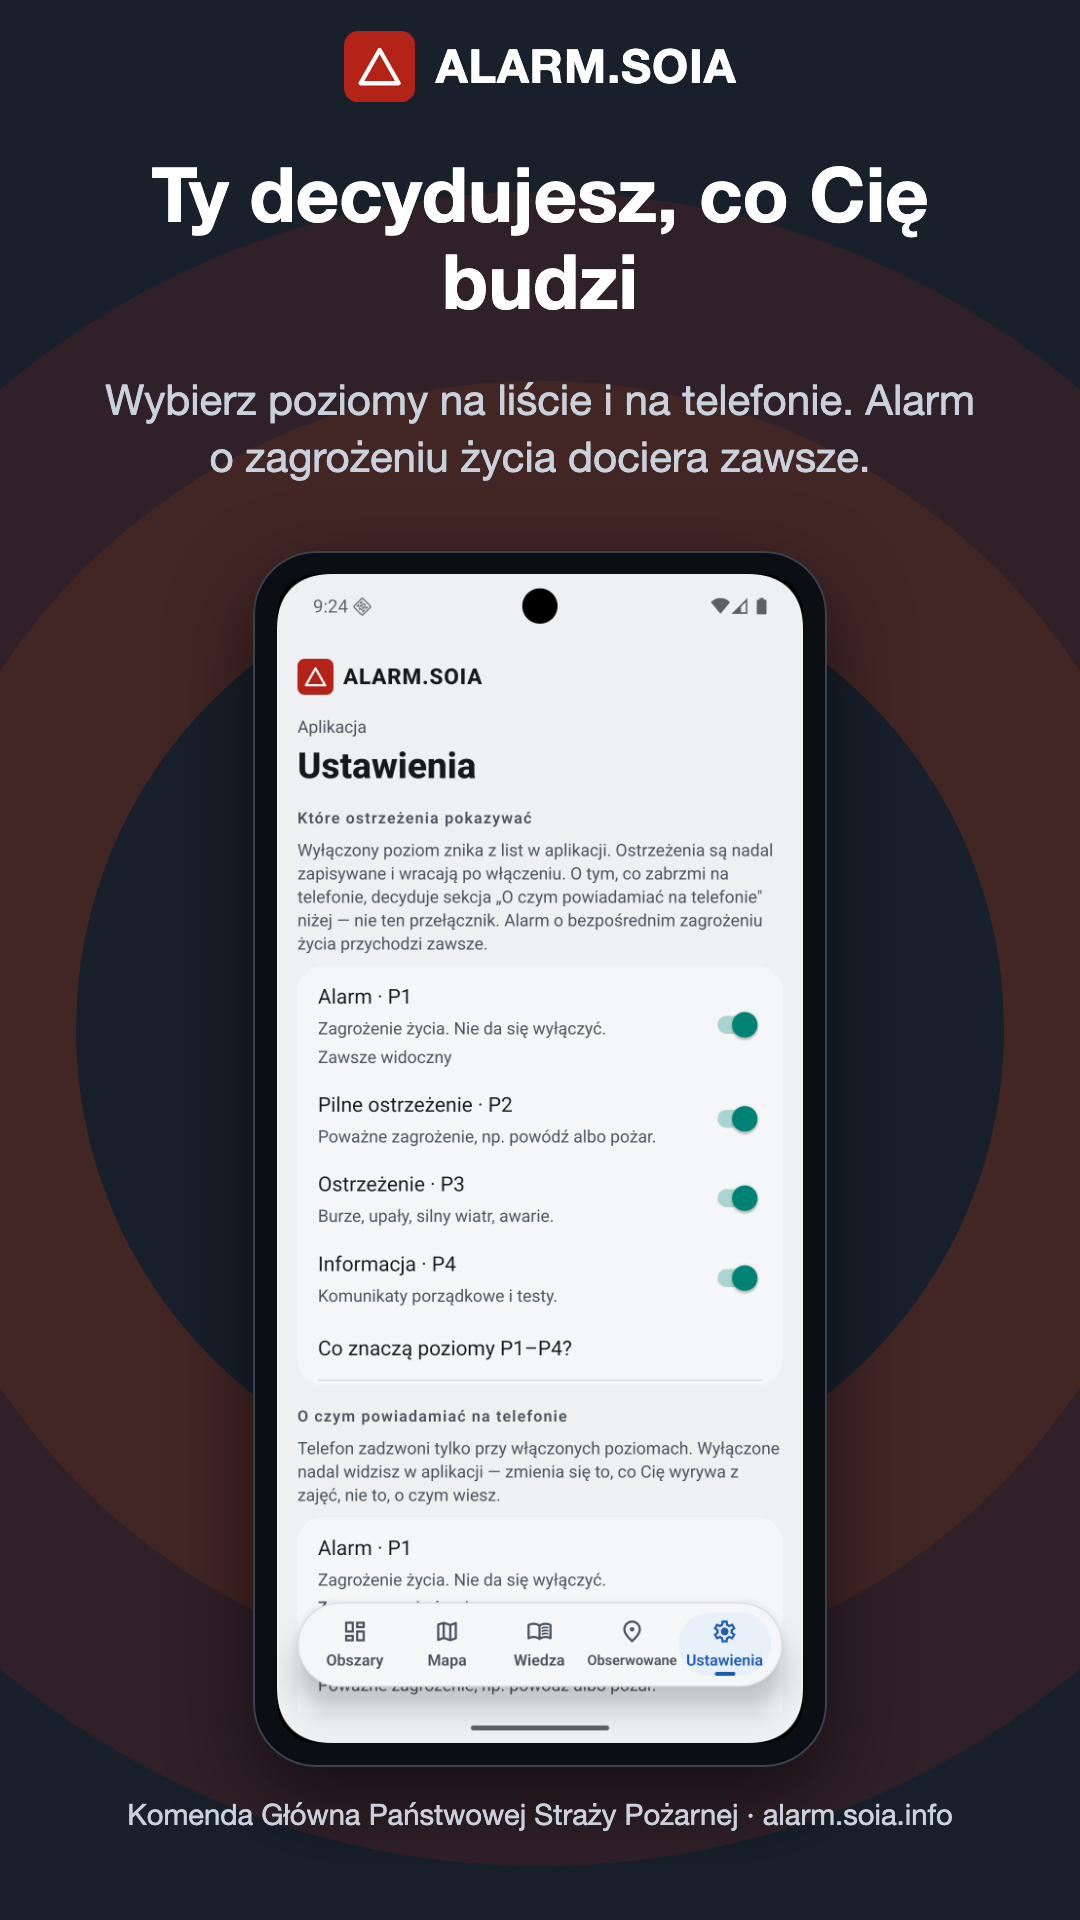 ALARM.SOIA
Ty decydujesz, co Cię
budzi
Wybierz poziomy na liście i na telefonie. Alarm
o zagrożeniu życia dociera zawsze.
9:24
ALARM.SOIA
Aplikacja
Ustawienia
Które ostrzeżenia pokazywać
Wyłączony poziom znika z list w aplikacji. Ostrzeżenia są nadal
zapisywane i wracają po włączeniu. O tym, co zabrzmi na
telefonie, decyduje sekcja „O czym powiadamiać na telefonie"
niżej — nie ten przełącznik. Alarm o bezpośrednim zagrożeniu
życia przychodzi zawsze.
Alarm · P1
Zagrożenie życia. Nie da się wyłączyć.
Zawsze widoczny
Pilne ostrzeżenie · P2
Poważne zagrożenie, np. powódź albo pożar.
Ostrzeżenie · P3
Burze, upały, silny wiatr, awarie.
Informacja · P4
Komunikaty porządkowe i testy.
Co znaczą poziomy P1–P4?
O czym powiadamiać na telefonie
Telefon zadzwoni tylko przy włączonych poziomach. Wyłączone
nadal widzisz w aplikacji — zmienia się to, co Cię wyrywa z
zajęć, nie to, o czym wiesz.
Alarm · P1
Zagrożenie życia. Nie da się wyłączyć.
Obszary
Mapa
Wiedza
Obserwowane
Ustawienia
Poważne zagrożenie, np. powódź albo pożar.
Komenda Główna Państwowej Straży Pożarnej · alarm.soia.info